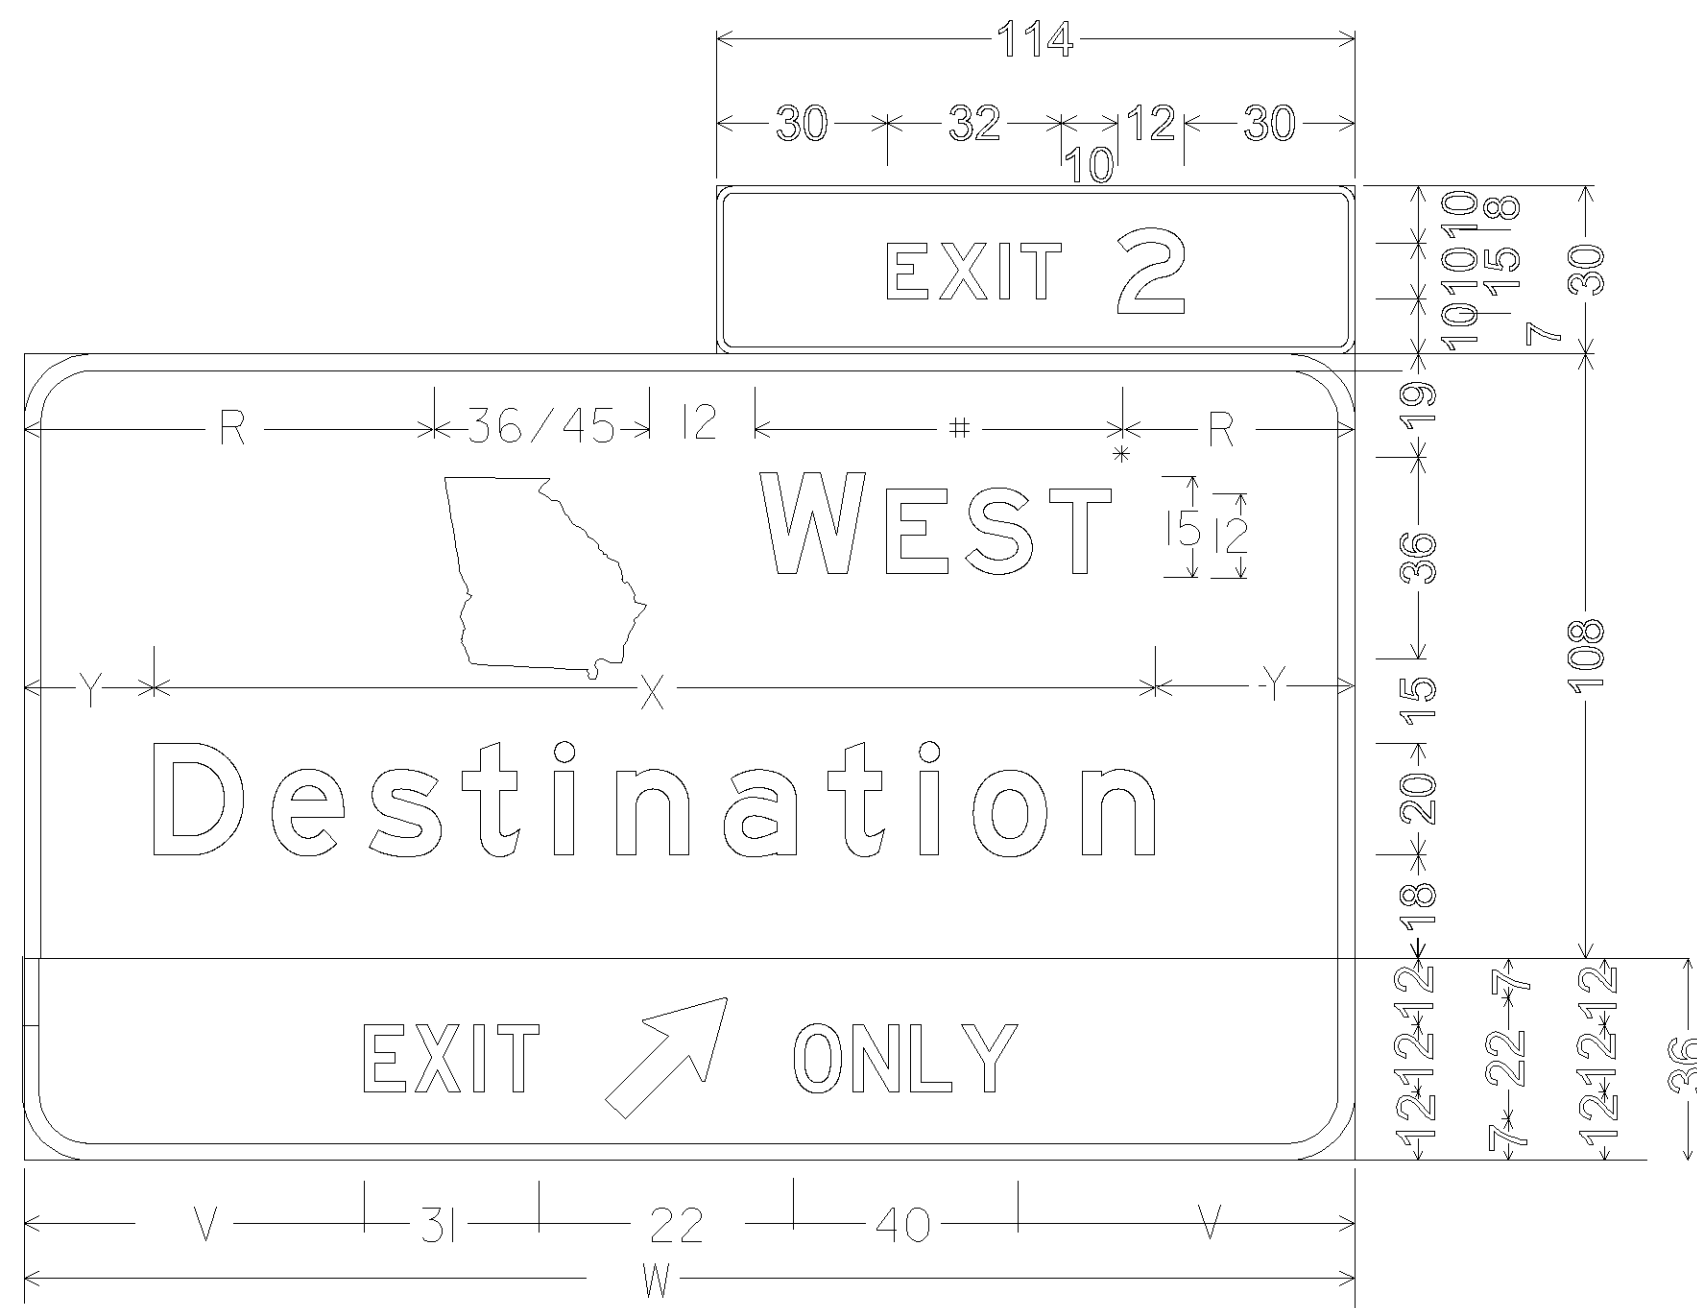 114
30 32 10 12 30
EXIT 2
10 10 10
8 15 7
30
R 36/45 12 # R
*
WEST
15 12
Y X Y
Destination
19 36 15 20 18
108
EXIT ONLY
12 12 12
7 22 7
12 12 12
36
V 31 22 40 V
W